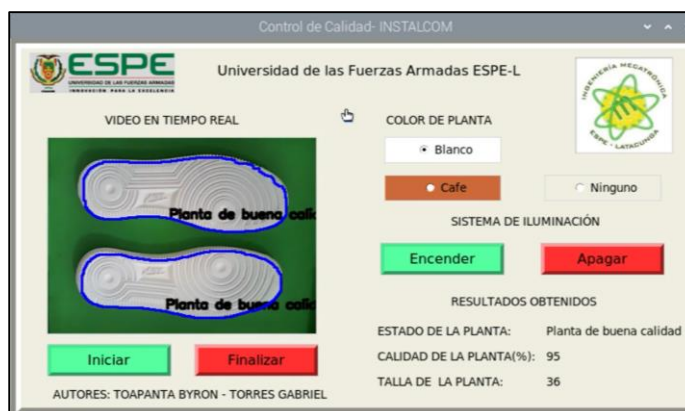 Control de Calidad- INSTALCOM
ESPE
UNIVERSIDAD DE LAS FUERZAS ARMADAS
INNOVACIÓN PARA LA EXCELENCIA
Universidad de las Fuerzas Armadas ESPE-L
INGENIERÍA MECATRÓNICA
ESPE - LATACUNGA
VIDEO EN TIEMPO REAL
Planta de buena calid
Planta de buena calid
Iniciar
Finalizar
AUTORES: TOAPANTA BYRON - TORRES GABRIEL
COLOR DE PLANTA
Blanco
Cafe
Ninguno
SISTEMA DE ILUMINACIÓN
Encender
Apagar
RESULTADOS OBTENIDOS
ESTADO DE LA PLANTA: Planta de buena calidad
CALIDAD DE LA PLANTA(%): 95
TALLA DE LA PLANTA: 36